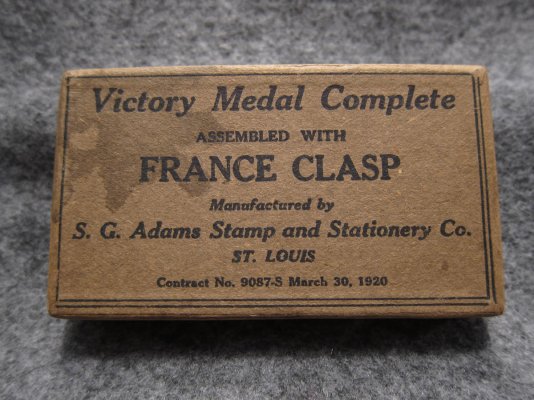 Victory Medal Complete
ASSEMBLED WITH
FRANCE CLASP
Manufactured by
S. G. Adams Stamp and Stationery Co.
ST. LOUIS
Contract No. 9087-S March 30, 1920